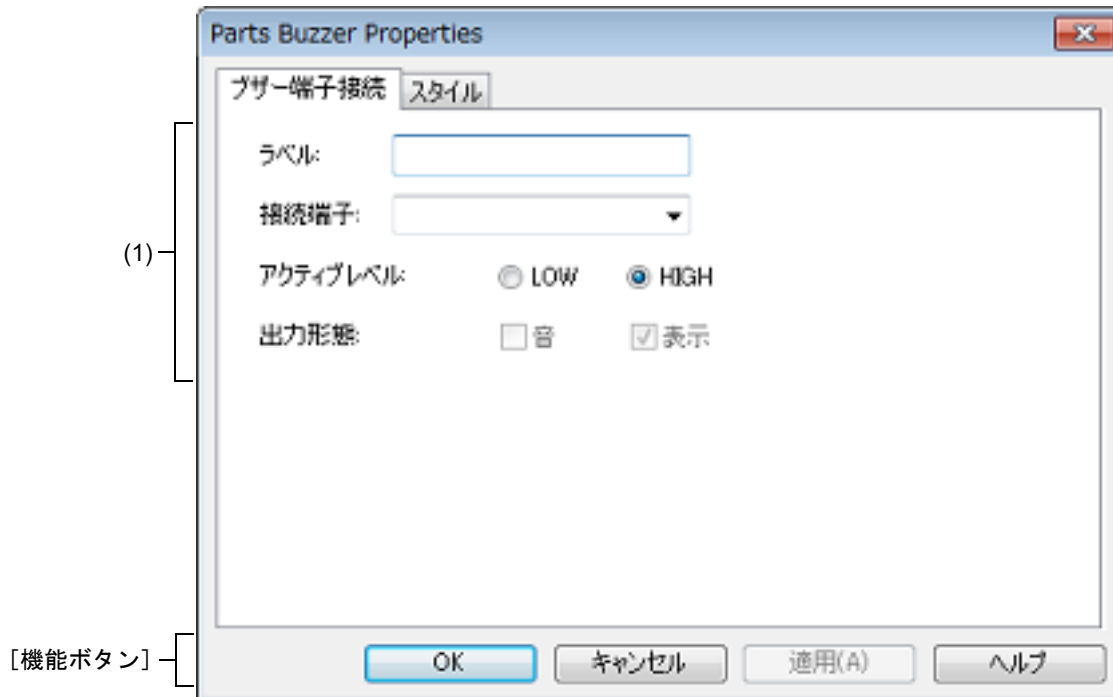 Parts Buzzer Properties
ブザー端子接続 スタイル
ラベル:
接続端子:
(1)
アクティブレベル: LOW HIGH
出力形態: 音 表示
[機能ボタン]
OK キャンセル 適用(A) ヘルプ